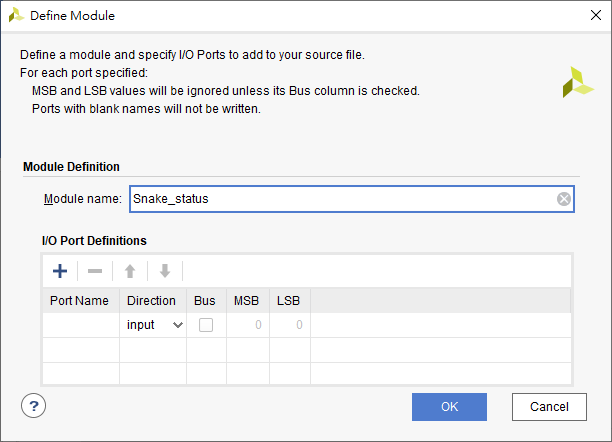 Define Module
Define a module and specify I/O Ports to add to your source file.
For each port specified:
MSB and LSB values will be ignored unless its Bus column is checked.
Ports with blank names will not be written.
Module Definition
Module name: Snake_status
I/O Port Definitions
Port Name Direction Bus MSB LSB
input 0 0
? OK Cancel